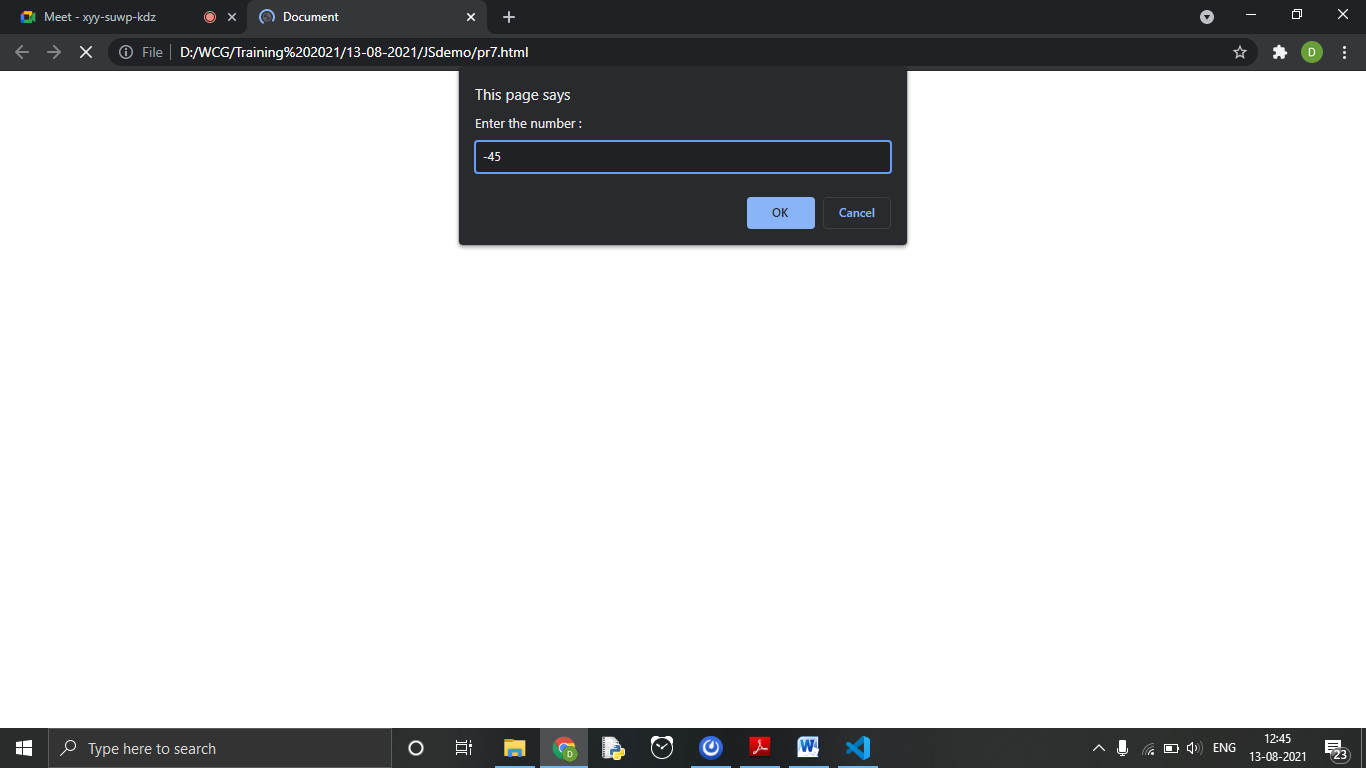 Meet - xyy-suwp-kdz
Document
File
D:/WCG/Training%202021/13-08-2021/JSdemo/pr7.html
D
This page says
Enter the number :
-45
OK
Cancel
Type here to search
D
W
ENG
12:45
13-08-2021
23